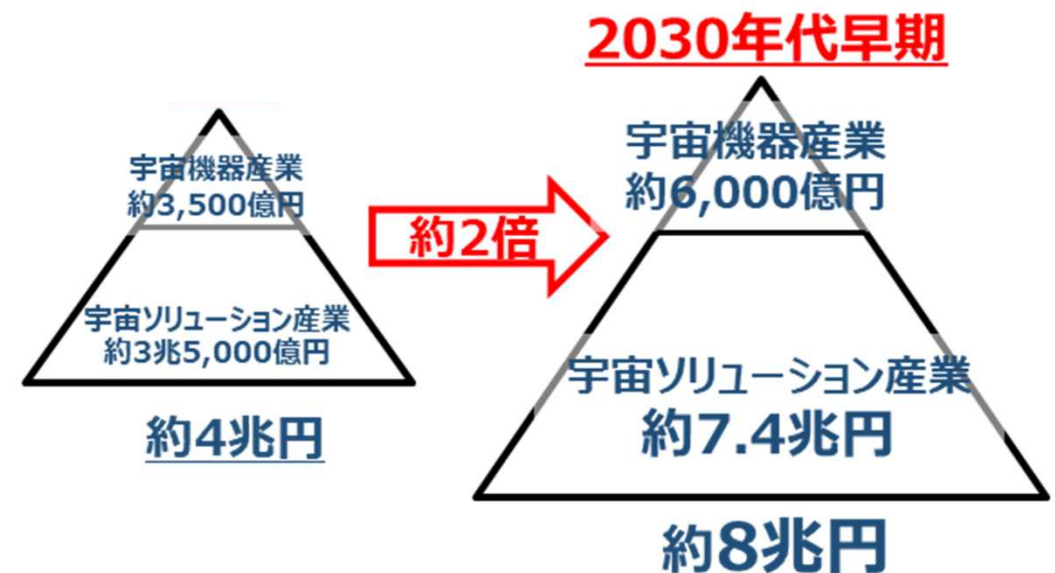 2030年代早期
宇宙機器産業
約3,500億円
宇宙ソリューション産業
約3兆5,000億円
約4兆円
約2倍
宇宙機器産業
約6,000億円
宇宙ソリューション産業
約7.4兆円
約8兆円